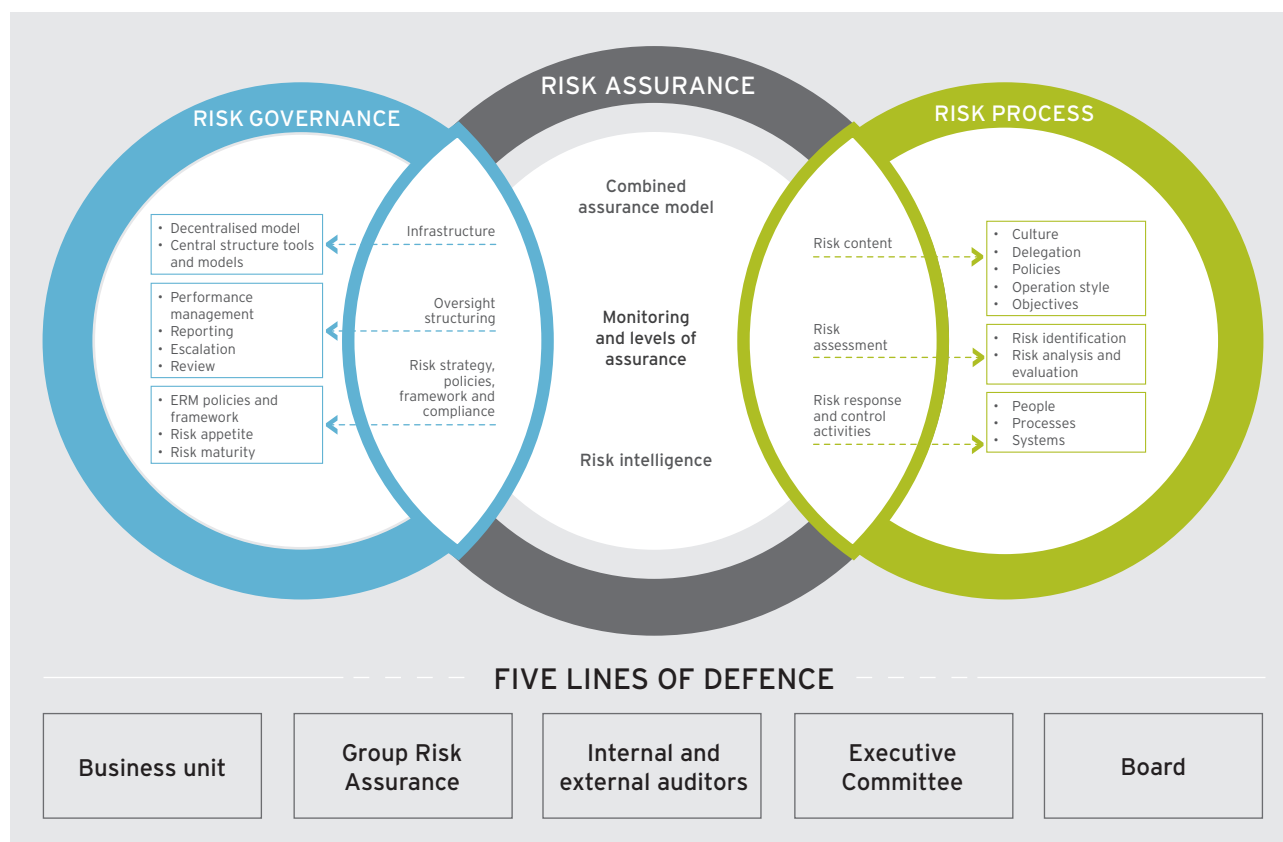 RISK GOVERNANCE
RISK ASSURANCE
RISK PROCESS
• Decentralised model
• Central structure tools
and models
• Performance
management
• Reporting
• Escalation
• Review
• ERM policies and
framework
• Risk appetite
• Risk maturity
Infrastructure
Oversight
structuring
Risk strategy,
policies,
framework and
compliance
Combined
assurance model
Monitoring
and levels of
assurance
Risk intelligence
Risk content
Risk
assessment
Risk response
and control
activities
• Culture
• Delegation
• Policies
• Operation style
• Objectives
• Risk identification
• Risk analysis and
evaluation
• People
• Processes
• Systems
FIVE LINES OF DEFENCE
Business unit
Group Risk
Assurance
Internal and
external auditors
Executive
Committee
Board